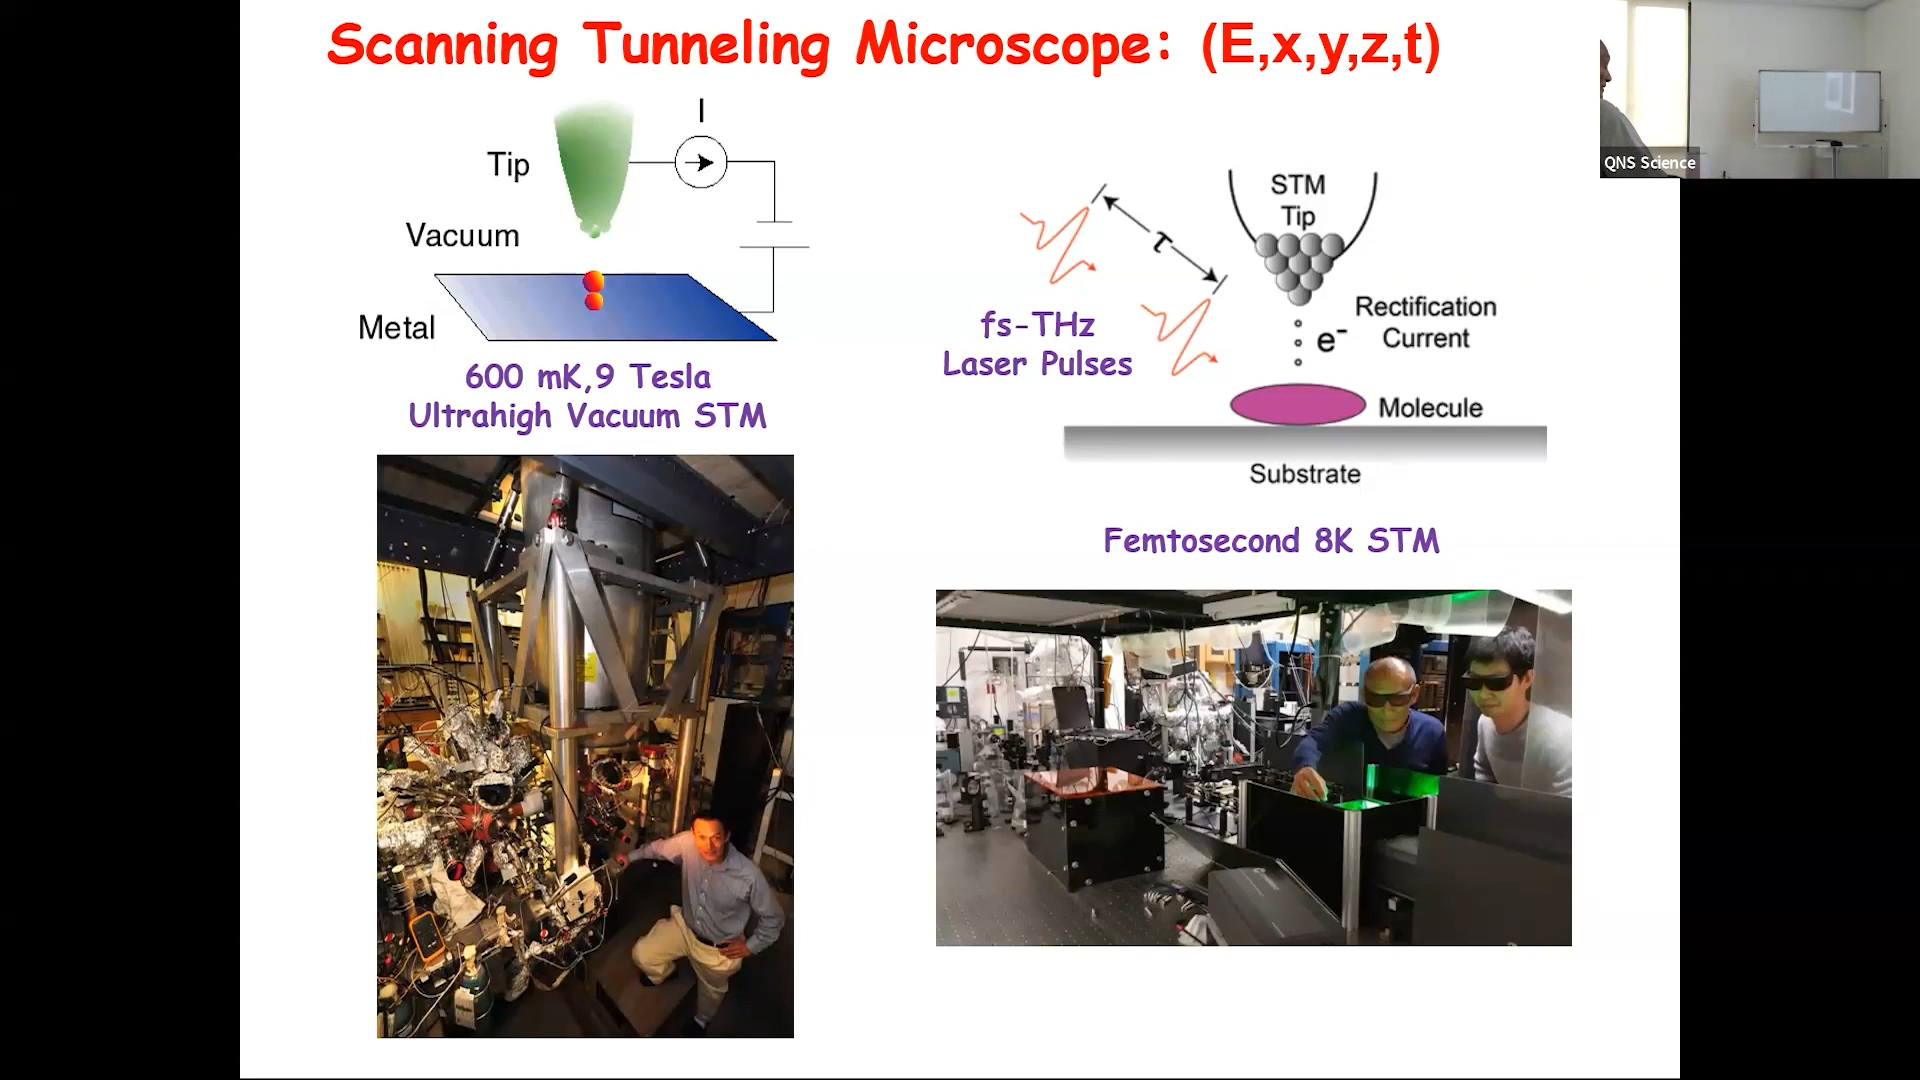 Scanning Tunneling Microscope: (E,x,y,z,t)
I
Tip
Vacuum
Metal
600 mK,9 Tesla
Ultrahigh Vacuum STM
STM
Tip
τ
fs-THz
Laser Pulses
Rectification
Current
e-
Molecule
Substrate
Femtosecond 8K STM
QNS Science